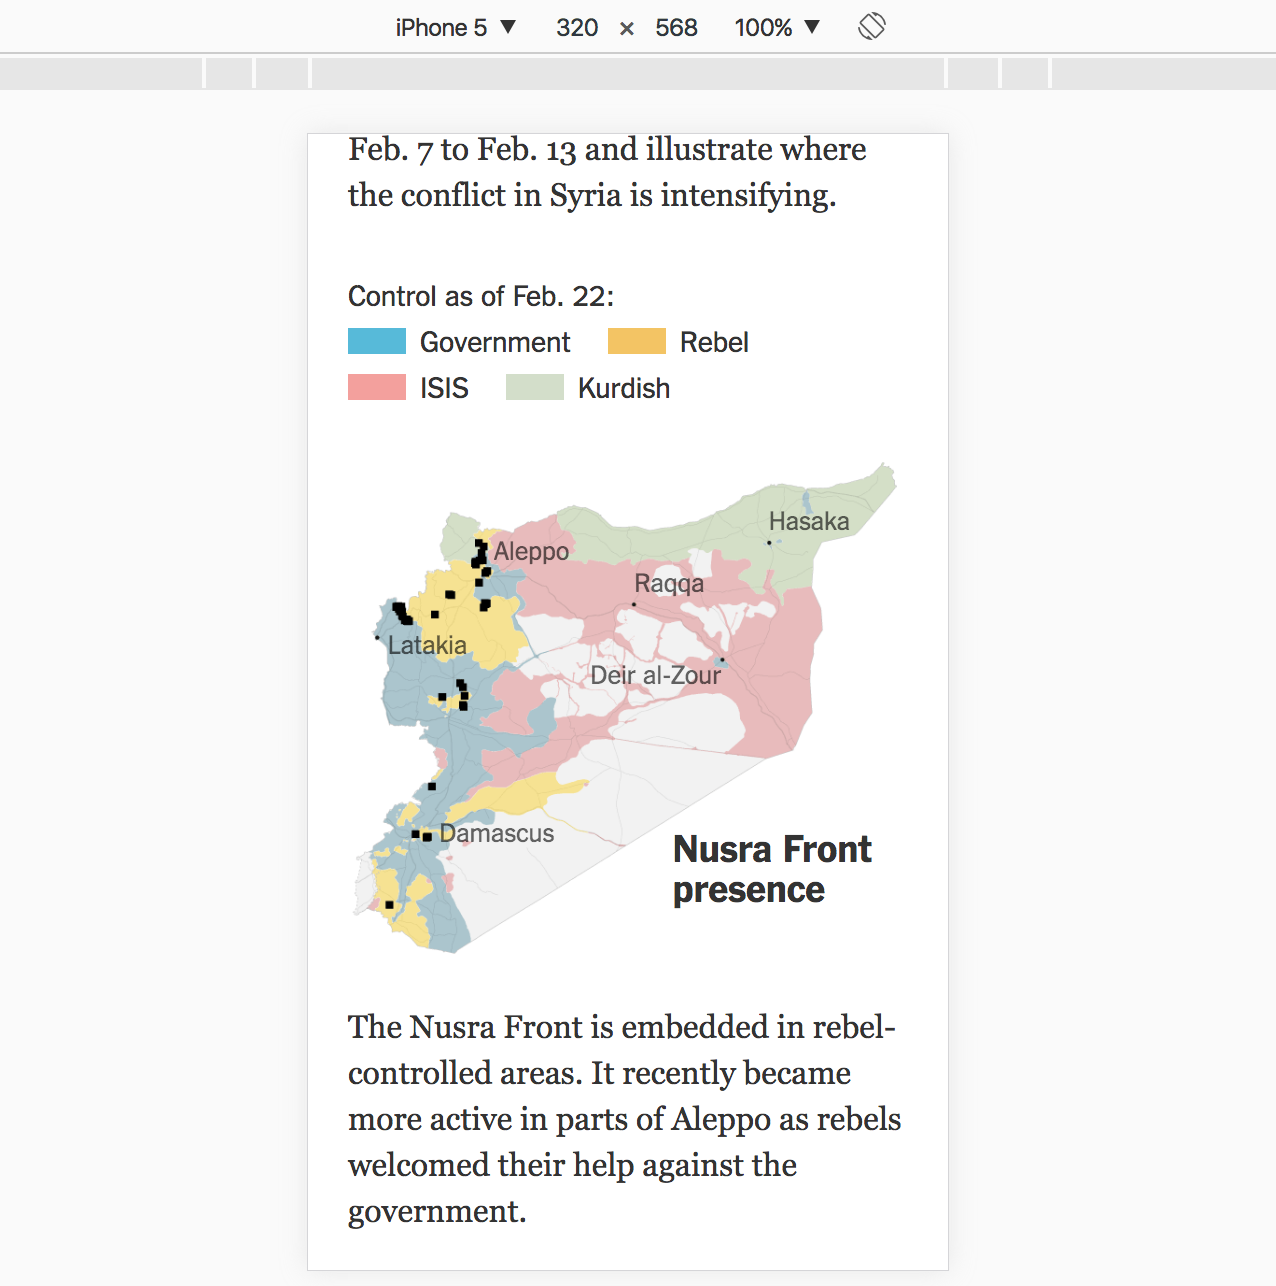 iPhone 5 ▼ 320 × 568 100% ▼
Feb. 7 to Feb. 13 and illustrate where
the conflict in Syria is intensifying.
Control as of Feb. 22:
Government Rebel
ISIS Kurdish
Hasaka
Aleppo
Raqqa
Latakia
Deir al-Zour
Damascus
Nusra Front
presence
The Nusra Front is embedded in rebel-
controlled areas. It recently became
more active in parts of Aleppo as rebels
welcomed their help against the
government.